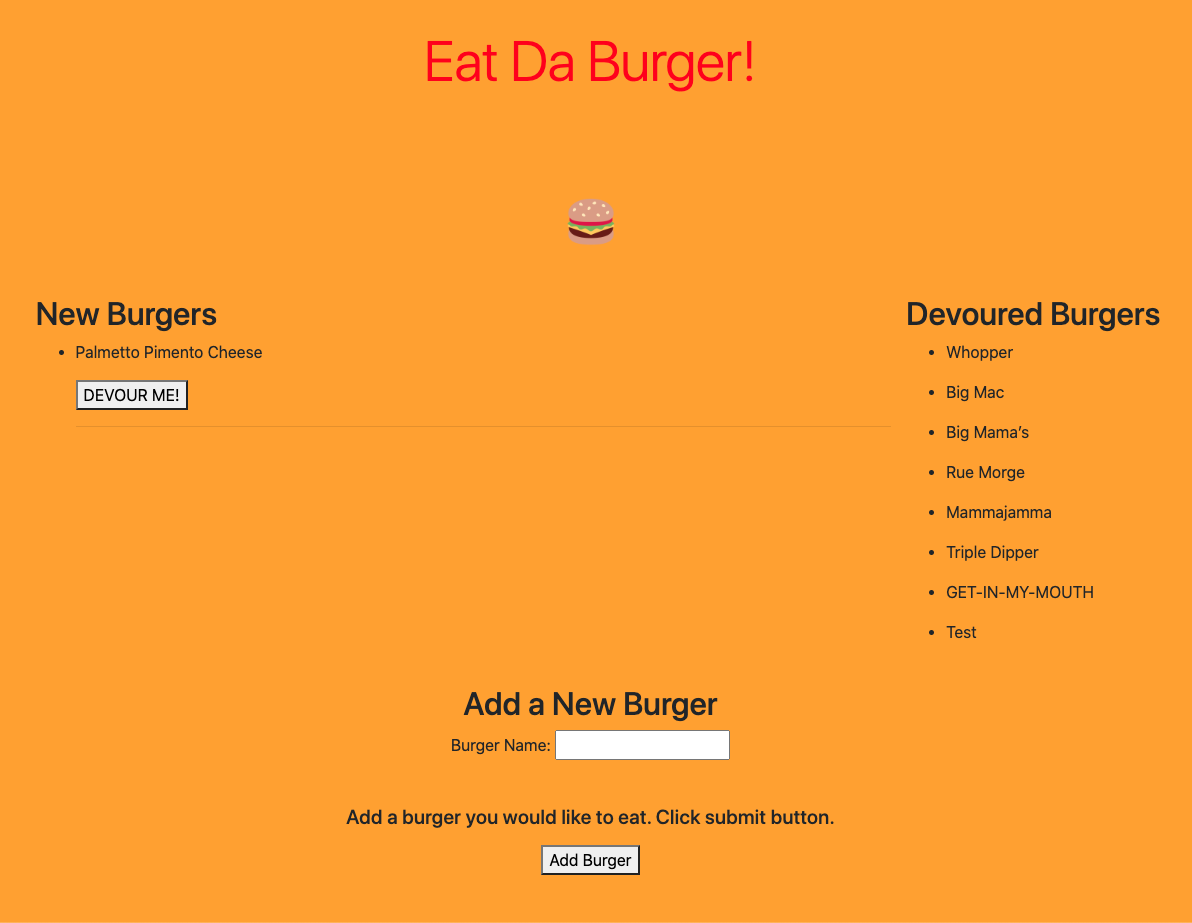 Eat Da Burger!
New Burgers
Palmetto Pimento Cheese
DEVOUR ME!
Devoured Burgers
Whopper
Big Mac
Big Mama’s
Rue Morge
Mammajamma
Triple Dipper
GET-IN-MY-MOUTH
Test
Add a New Burger
Burger Name:
Add a burger you would like to eat. Click submit button.
Add Burger